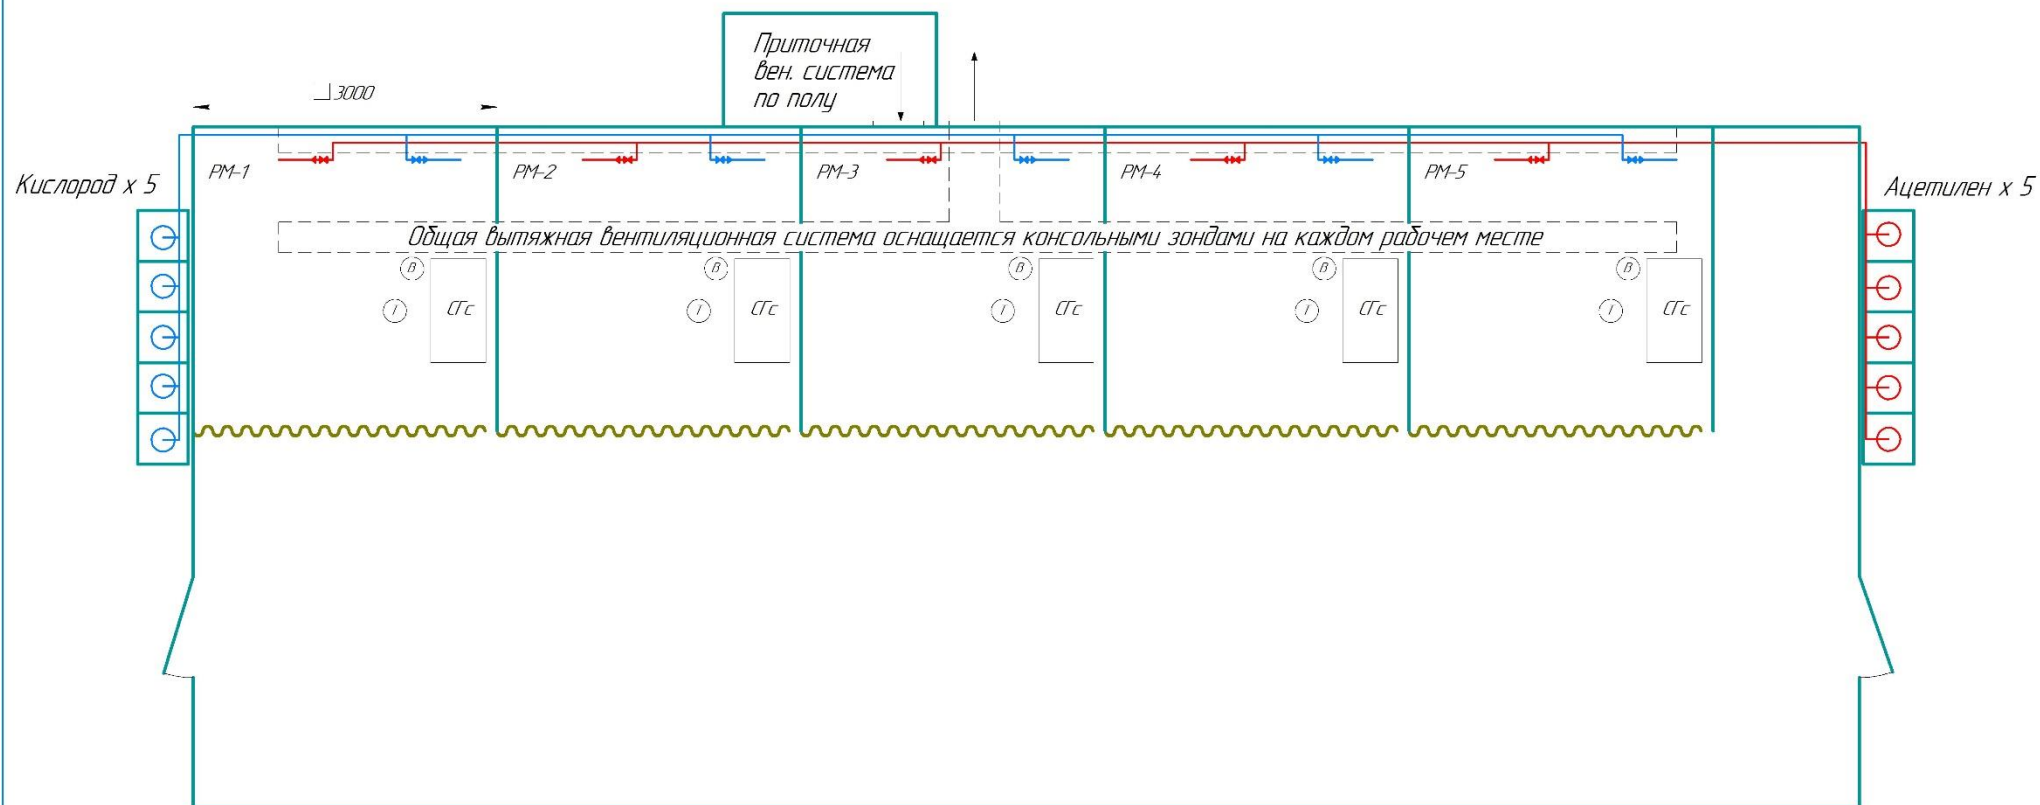 Приточная
вен. система
по полу
3000
РМ-1
РМ-2
РМ-3
РМ-4
РМ-5
Кислород х 5
Ацетилен х 5
Общая вытяжная вентиляционная система оснащается консольными зондами на каждом рабочем месте
В
В
В
В
В
Т
Т
Т
Т
Т
СГс
СГс
СГс
СГс
СГс